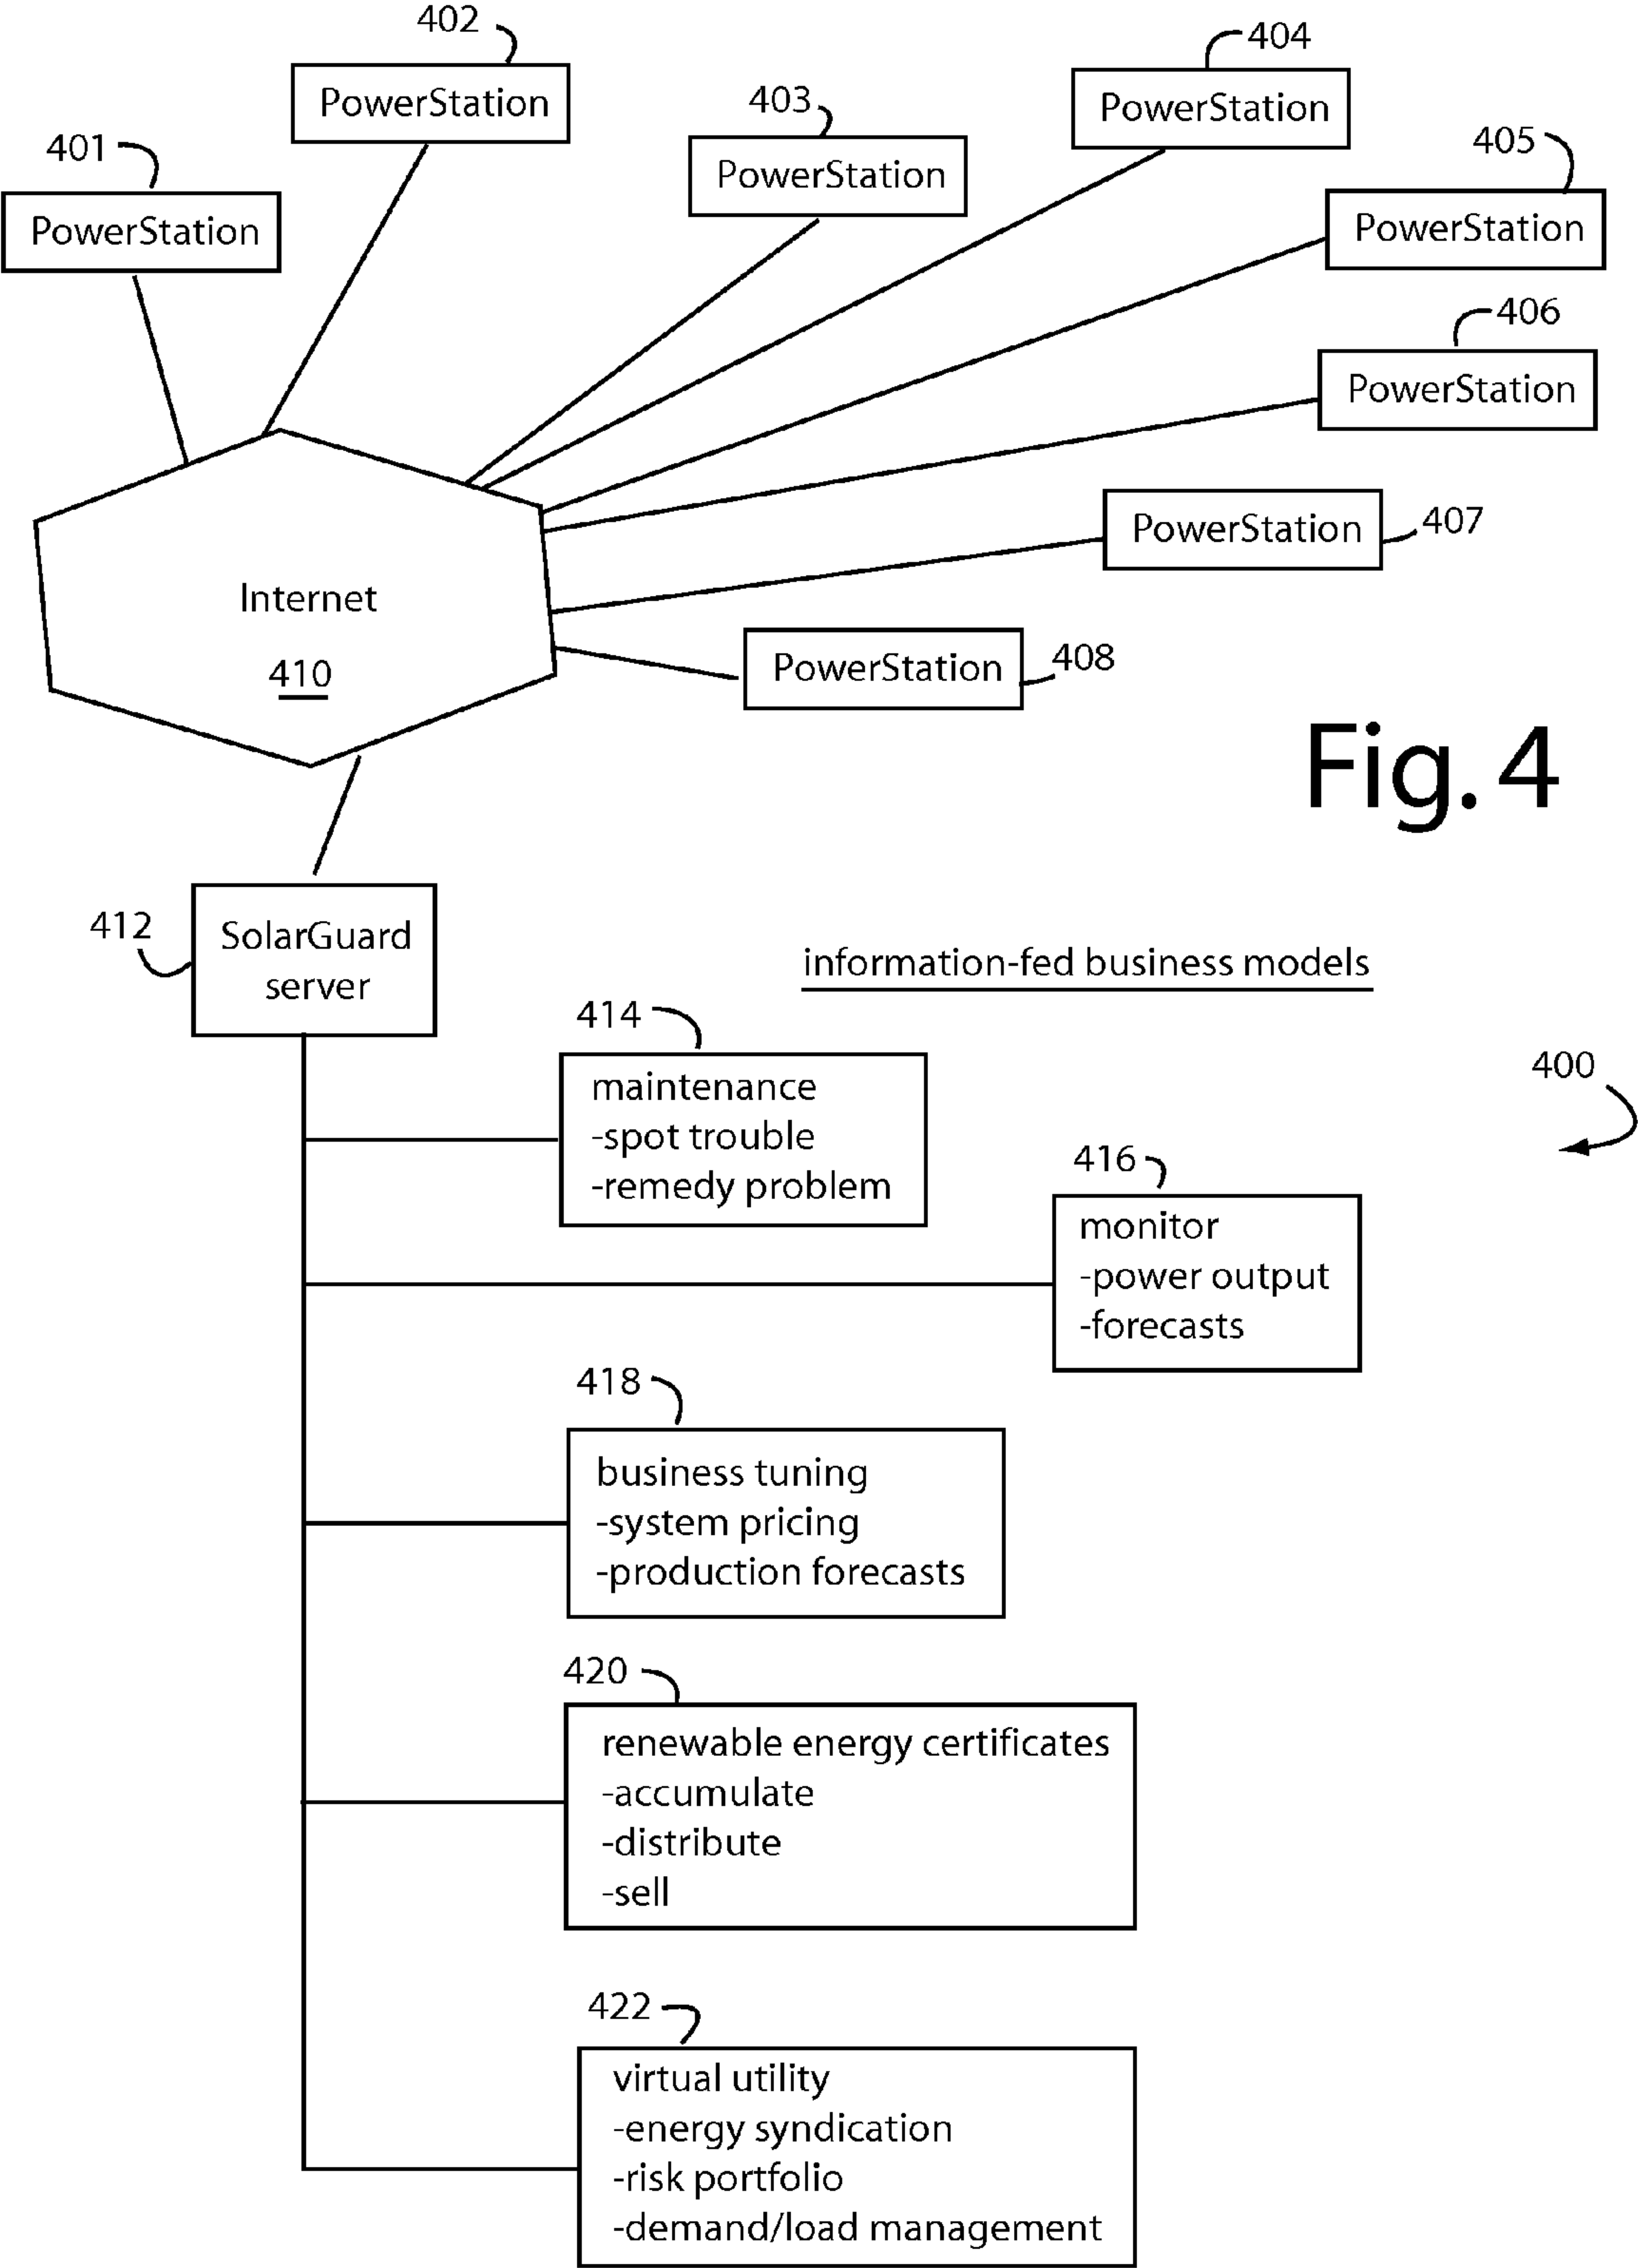 402
PowerStation
404
PowerStation
403
PowerStation
401
PowerStation
405
PowerStation
406
PowerStation
407
PowerStation
408
PowerStation
Internet
410
Fig. 4
412
SolarGuard
server
information-fed business models
400
414
maintenance
-spot trouble
-remedy problem
416
monitor
-power output
-forecasts
418
business tuning
-system pricing
-production forecasts
420
renewable energy certificates
-accumulate
-distribute
-sell
422
virtual utility
-energy syndication
-risk portfolio
-demand/load management